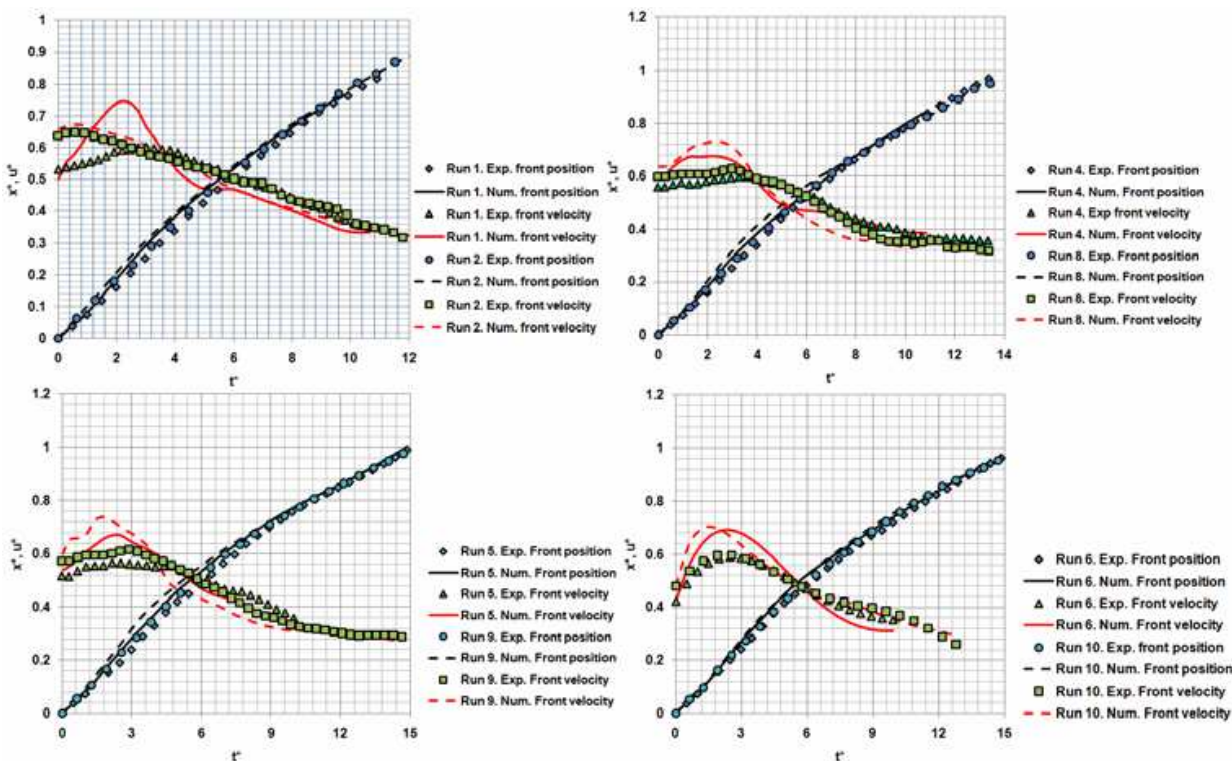 1
0.9
0.8
0.7
0.6
0.5
0.4
0.3
0.2
0.1
0
x*, u*
0 2 4 6 8 10 12
t*
Run 1. Exp. front position
Run 1. Num. front position
Run 1. Exp. front velocity
Run 1. Num. front velocity
Run 2. Exp. front position
Run 2. Num. front position
Run 2. Exp. front velocity
Run 2. Num. front velocity
1.2
1
0.8
0.6
0.4
0.2
0
x*, u*
0 2 4 6 8 10 12 14
t*
Run 4. Exp. Front position
Run 4. Num. Front position
Run 4. Exp front velocity
Run 4. Num. Front velocity
Run 8. Exp. Front position
Run 8. Num. Front position
Run 8. Exp. Front velocity
Run 8. Num. Front velocity
1.2
1
0.8
0.6
0.4
0.2
0
x*, u*
0 3 6 9 12 15
t*
Run 5. Exp. Front position
Run 5. Num. Front position
Run 5. Exp. Front velocity
Run 5. Num. Front velocity
Run 9. Exp. Front position
Run 9. Num. Front position
Run 9. Exp. Front velocity
Run 9. Num. Front velocity
1.2
1
0.8
0.6
0.4
0.2
0
x*, u*
0 3 6 9 12 15
t*
Run 6. Exp. Front position
Run 6. Num. Front position
Run 6. Exp. Front velocity
Run 6. Num. Front velocity
Run 10. Exp. front position
Run 10. Num. Front position
Run 10. Exp. Front velocity
Run 10. Num. Front velocity